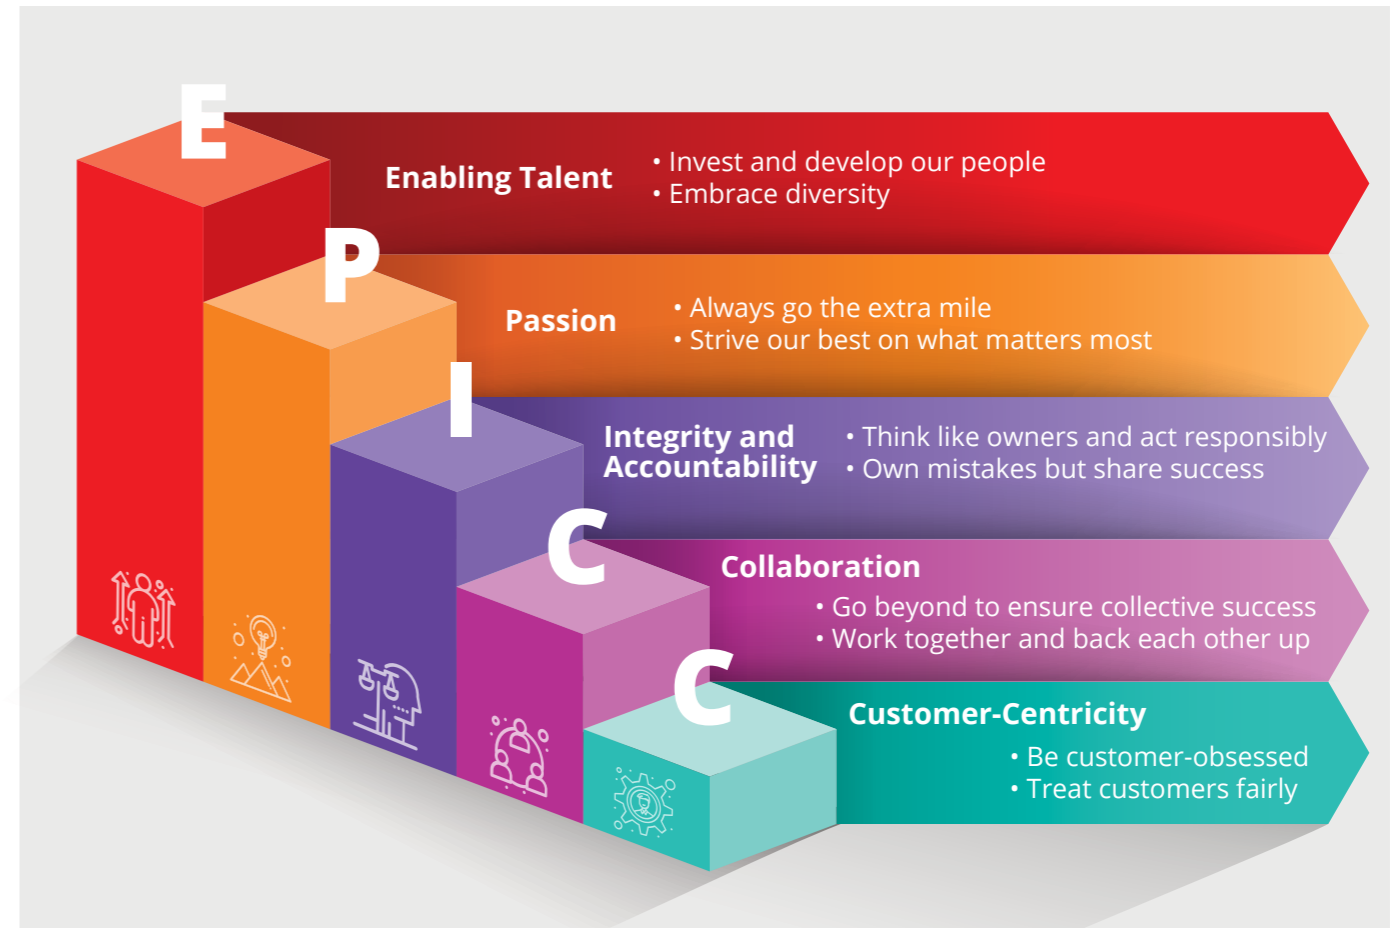 E
Enabling Talent
• Invest and develop our people
• Embrace diversity
P
Passion
• Always go the extra mile
• Strive our best on what matters most
I
Integrity and
Accountability
• Think like owners and act responsibly
• Own mistakes but share success
C
Collaboration
• Go beyond to ensure collective success
• Work together and back each other up
C
Customer-Centricity
• Be customer-obsessed
• Treat customers fairly